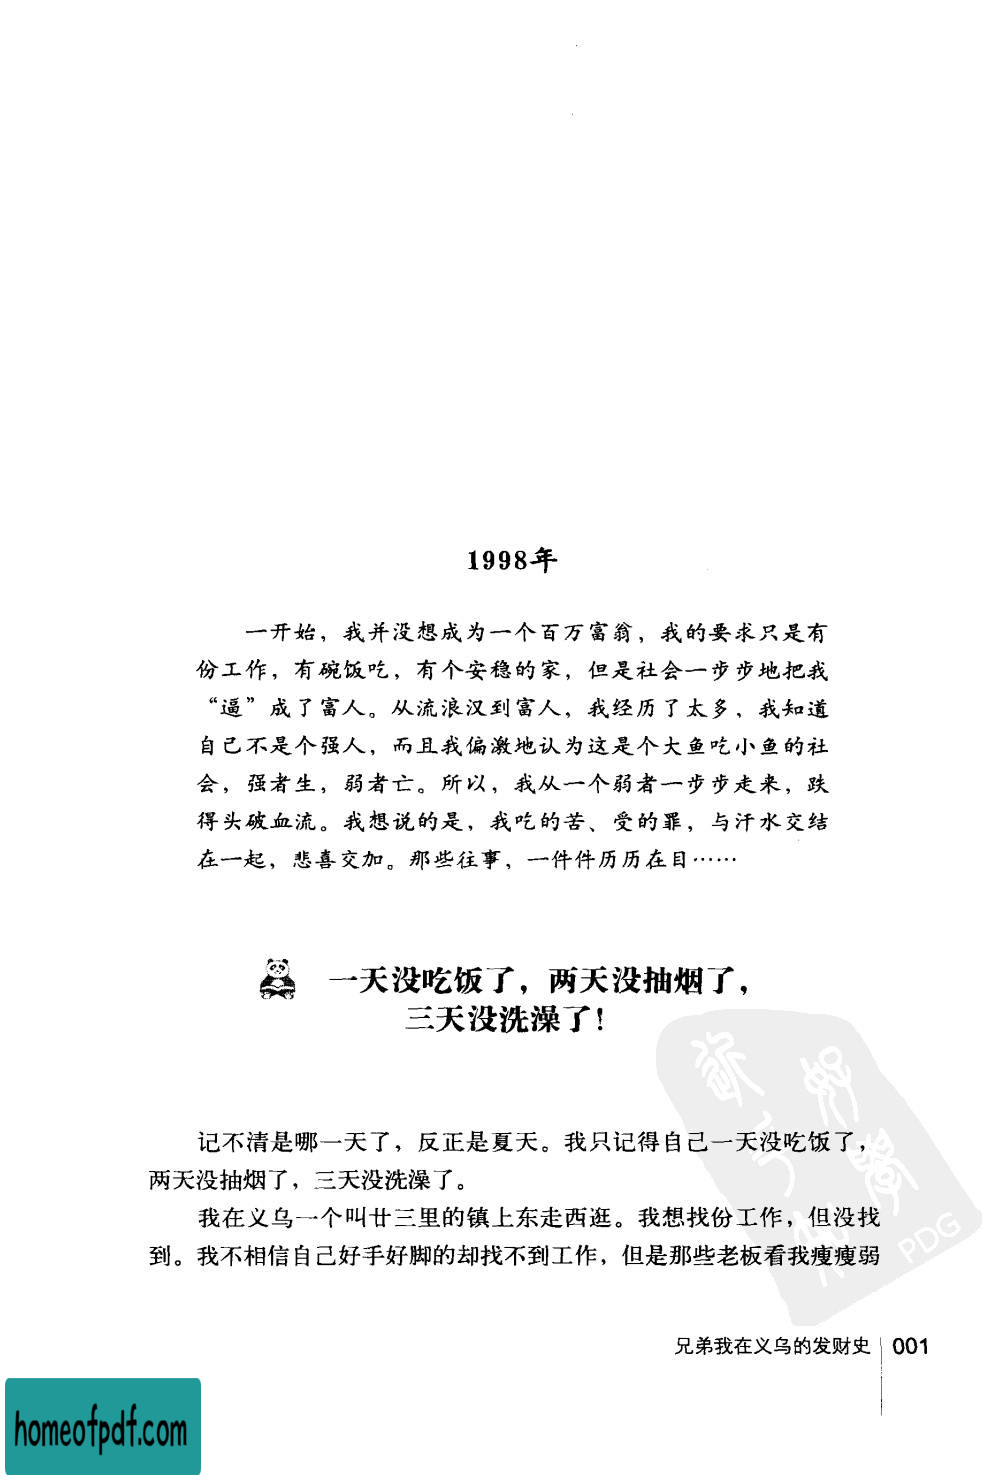 1998年
一开始，我并没想成为一个百万富翁，我的要求只是有
份工作，有碗饭吃，有个安稳的家，但是社会一步步地把我
“逼”成了富人。从流浪汉到富人，我经历了太多，我知道
自己不是个强人，而且我偏激地认为这是个大鱼吃小鱼的社
会，强者生，弱者亡。所以，我从一个弱者一步步走来，跌
得头破血流。我想说的是，我吃的苦、受的罪，与汗水交结
在一起，悲喜交加。那些往事，一件件历历在目……
一天没吃饭了，两天没抽烟了，
三天没洗澡了！
记不清是哪一天了，反正是夏天。我只记得自己一天没吃饭了，
两天没抽烟了，三天没洗澡了。
我在义乌一个叫廿三里的镇上东走西逛。我想找份工作，但没找
到。我不相信自己好手好脚的却找不到工作，但是那些老板看我瘦瘦弱
PDG
兄弟我在义乌的发财史 001
homeofpdf.com